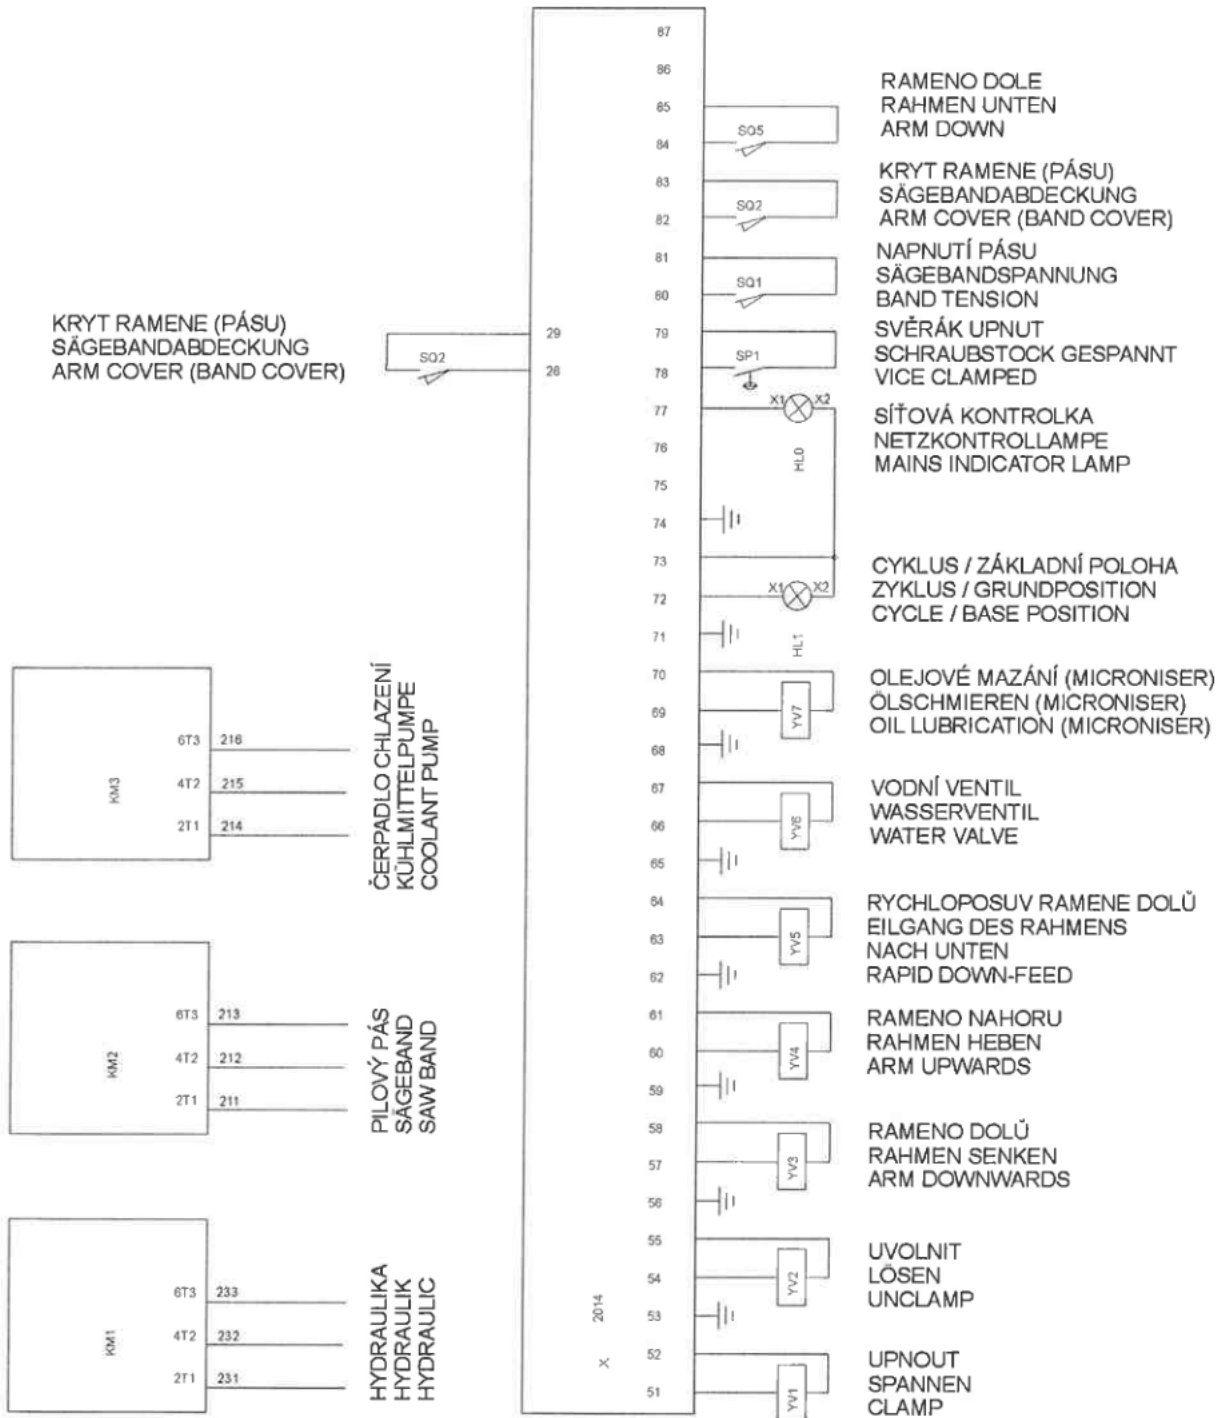 87
86
85
84
SQ5
RAMENO DOLE
RAHMEN UNTEN
ARM DOWN
83
82
SQ2
KRYT RAMENE (PÁSU)
SÄGEBANDABDECKUNG
ARM COVER (BAND COVER)
81
80
SQ1
NAPNUTÍ PÁSU
SÄGEBANDSPANNUNG
BAND TENSION
KRYT RAMENE (PÁSU)
SÄGEBANDABDECKUNG
ARM COVER (BAND COVER)
SQ2
29
28
79
78
SP1
SVĚRÁK UPNUT
SCHRAUBSTOCK GESPANNT
VICE CLAMPED
77
76
75
74
X1 X2
HL0
SÍŤOVÁ KONTROLKA
NETZKONTROLLAMPE
MAINS INDICATOR LAMP
73
72
71
X1 X2
HL1
CYKLUS / ZÁKLADNÍ POLOHA
ZYKLUS / GRUNDPOSITION
CYCLE / BASE POSITION
70
69
68
YV7
OLEJOVÉ MAZÁNÍ (MICRONISER)
ÖLSCHMIEREN (MICRONISER)
OIL LUBRICATION (MICRONISER)
KM3
6T3 216
4T2 215
2T1 214
ČERPADLO CHLAZENÍ
KÜHLMITTELPUMPE
COOLANT PUMP
67
66
65
YV6
VODNÍ VENTIL
WASSERVENTIL
WATER VALVE
64
63
62
YV5
RYCHLOPOSUV RAMENE DOLŮ
EILGANG DES RAHMENS
NACH UNTEN
RAPID DOWN-FEED
KM2
6T3 213
4T2 212
2T1 211
PILOVÝ PÁS
SÄGEBAND
SAW BAND
61
60
59
YV4
RAMENO NAHORU
RAHMEN HEBEN
ARM UPWARDS
58
57
56
YV3
RAMENO DOLŮ
RAHMEN SENKEN
ARM DOWNWARDS
KM1
6T3 233
4T2 232
2T1 231
HYDRAULIKA
HYDRAULIK
HYDRAULIC
55
54
53
YV2
UVOLNIT
LÖSEN
UNCLAMP
X 2014
52
51
YV1
UPNOUT
SPANNEN
CLAMP